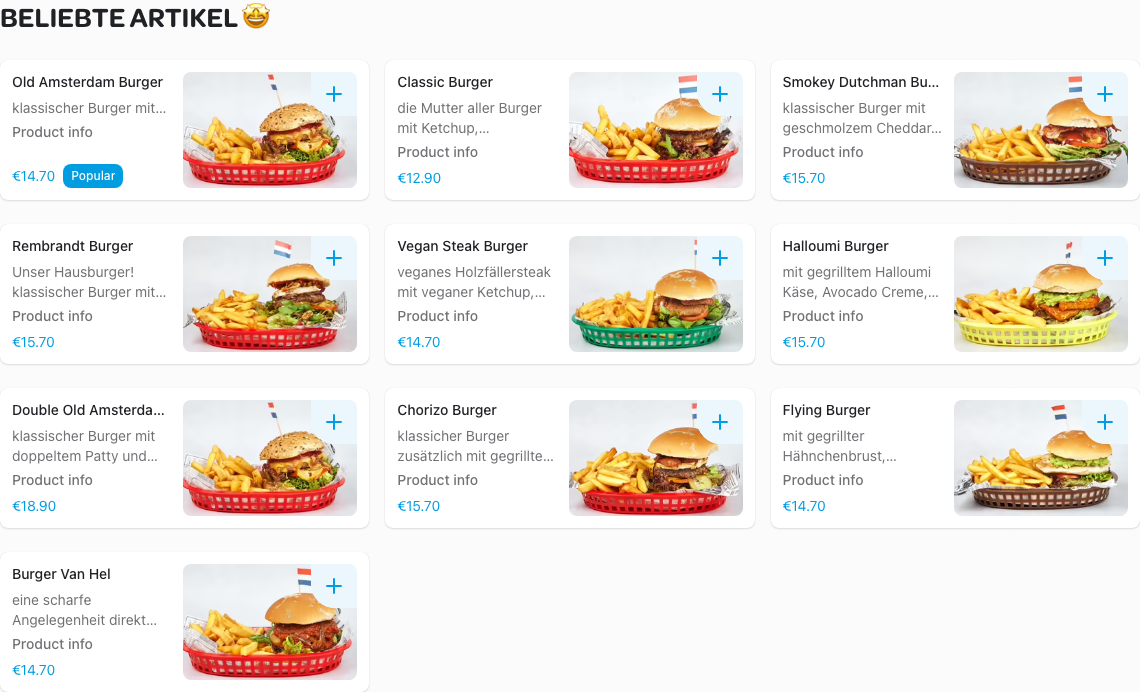 BELIEBTE ARTIKEL 🤩
Old Amsterdam Burger
klassischer Burger mit...
Product info
€14.70 Popular
Classic Burger
die Mutter aller Burger
mit Ketchup,...
Product info
€12.90
Smokey Dutchman Bu...
klassischer Burger mit
geschmolzem Cheddar...
Product info
€15.70
Rembrandt Burger
Unser Hausburger!
klassischer Burger mit...
Product info
€15.70
Vegan Steak Burger
veganes Holzfällersteak
mit veganer Ketchup,...
Product info
€14.70
Halloumi Burger
mit gegrilltem Halloumi
Käse, Avocado Creme,...
Product info
€15.70
Double Old Amsterda...
klassischer Burger mit
doppeltem Patty und...
Product info
€18.90
Chorizo Burger
klassicher Burger
zusätzlich mit gegrillte...
Product info
€15.70
Flying Burger
mit gegrillter
Hähnchenbrust,...
Product info
€14.70
Burger Van Hel
eine scharfe
Angelegenheit direkt...
Product info
€14.70